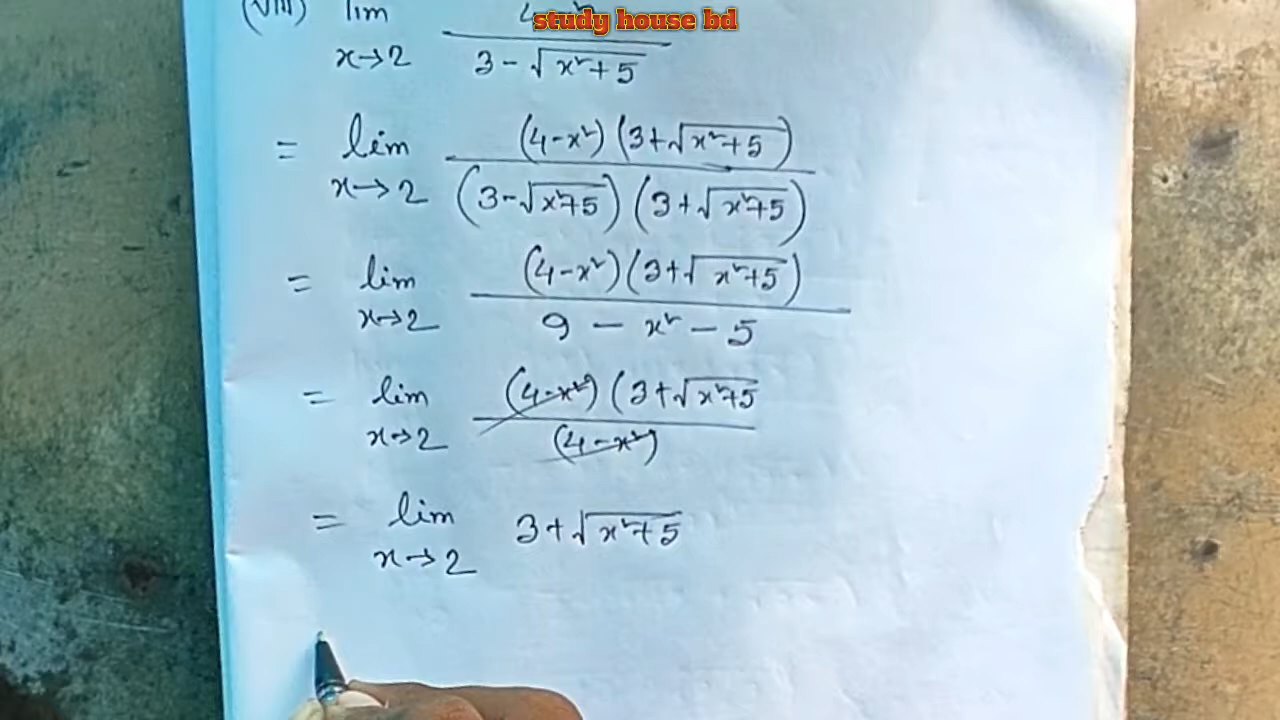 study house bd
(VIII) lim
x→2 3-√x²+5
= lim (4-x²)(3+√x²+5)
x→2 (3-√x²+5)(3+√x²+5)
= lim (4-x²)(3+√x²+5)
x→2 9-x²-5
= lim (4-x²)(3+√x²+5
x→2 (4-x²)
= lim 3+√x²+5
x→2